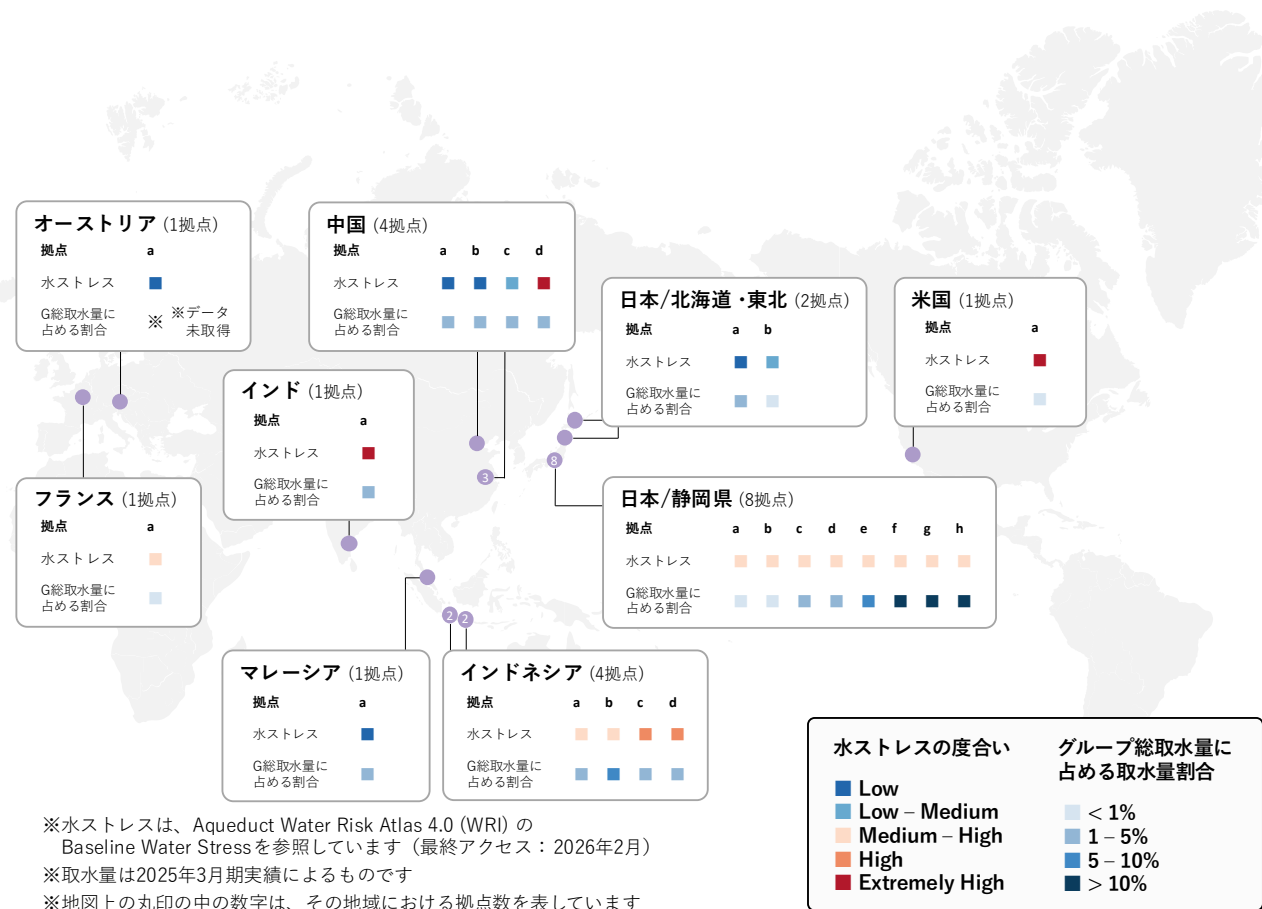 オーストリア (1拠点)
拠点 a
水ストレス
G総取水量に
占める割合
※ ※データ
未取得
中国 (4拠点)
拠点 a b c d
水ストレス
G総取水量に
占める割合
日本/北海道・東北 (2拠点)
拠点 a b
水ストレス
G総取水量に
占める割合
米国 (1拠点)
拠点 a
水ストレス
G総取水量に
占める割合
インド (1拠点)
拠点 a
水ストレス
G総取水量に
占める割合
3
8
フランス (1拠点)
拠点 a
水ストレス
G総取水量に
占める割合
日本/静岡県 (8拠点)
拠点 a b c d e f g h
水ストレス
G総取水量に
占める割合
2 2
マレーシア (1拠点)
拠点 a
水ストレス
G総取水量に
占める割合
インドネシア (4拠点)
拠点 a b c d
水ストレス
G総取水量に
占める割合
水ストレスの度合い
Low
Low – Medium
Medium – High
High
Extremely High
グループ総取水量に
占める取水量割合
< 1%
1 – 5%
5 – 10%
> 10%
※水ストレスは、Aqueduct Water Risk Atlas 4.0 (WRI) の
Baseline Water Stressを参照しています（最終アクセス：2026年2月）
※取水量は2025年3月期実績によるものです
※地図上の丸印の中の数字は、その地域における拠点数を表しています